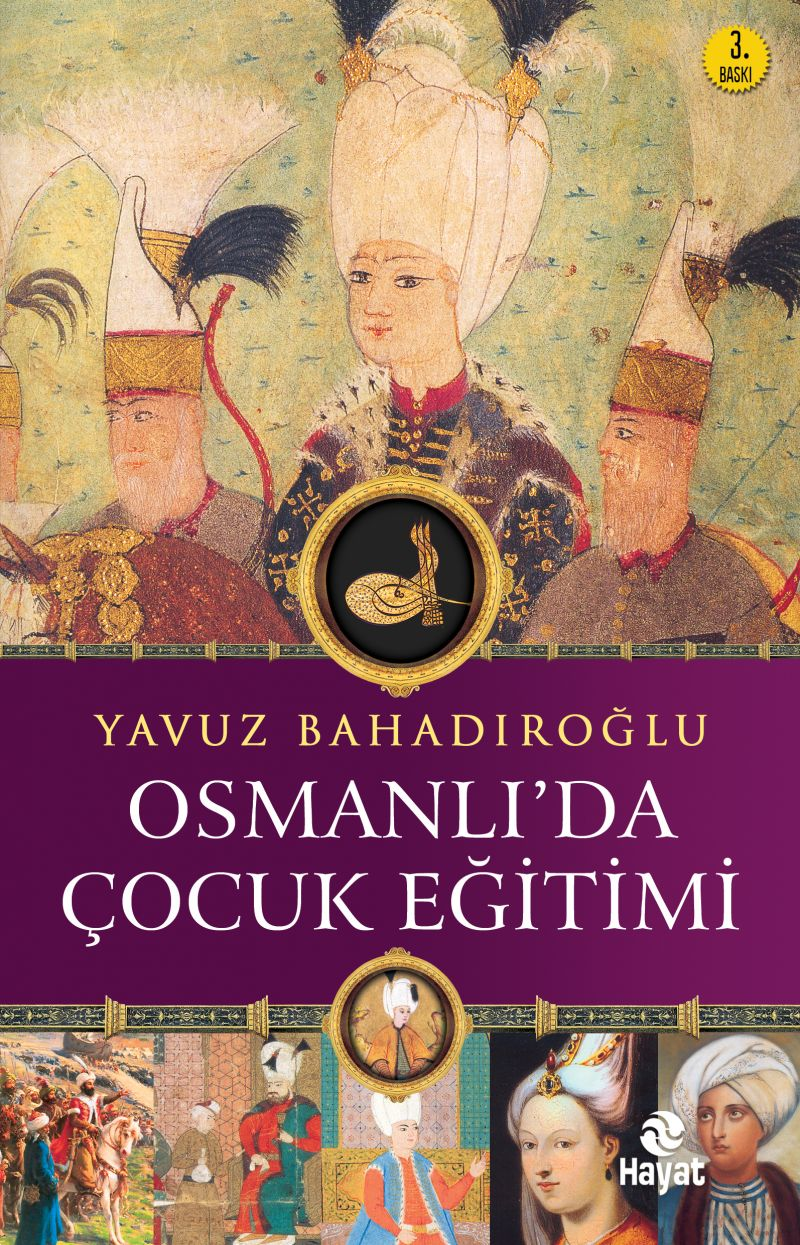 3.
BASKI
YAVUZ BAHADIROĞLU
OSMANLI’DA
ÇOCUK EĞİTİMİ
Hayat